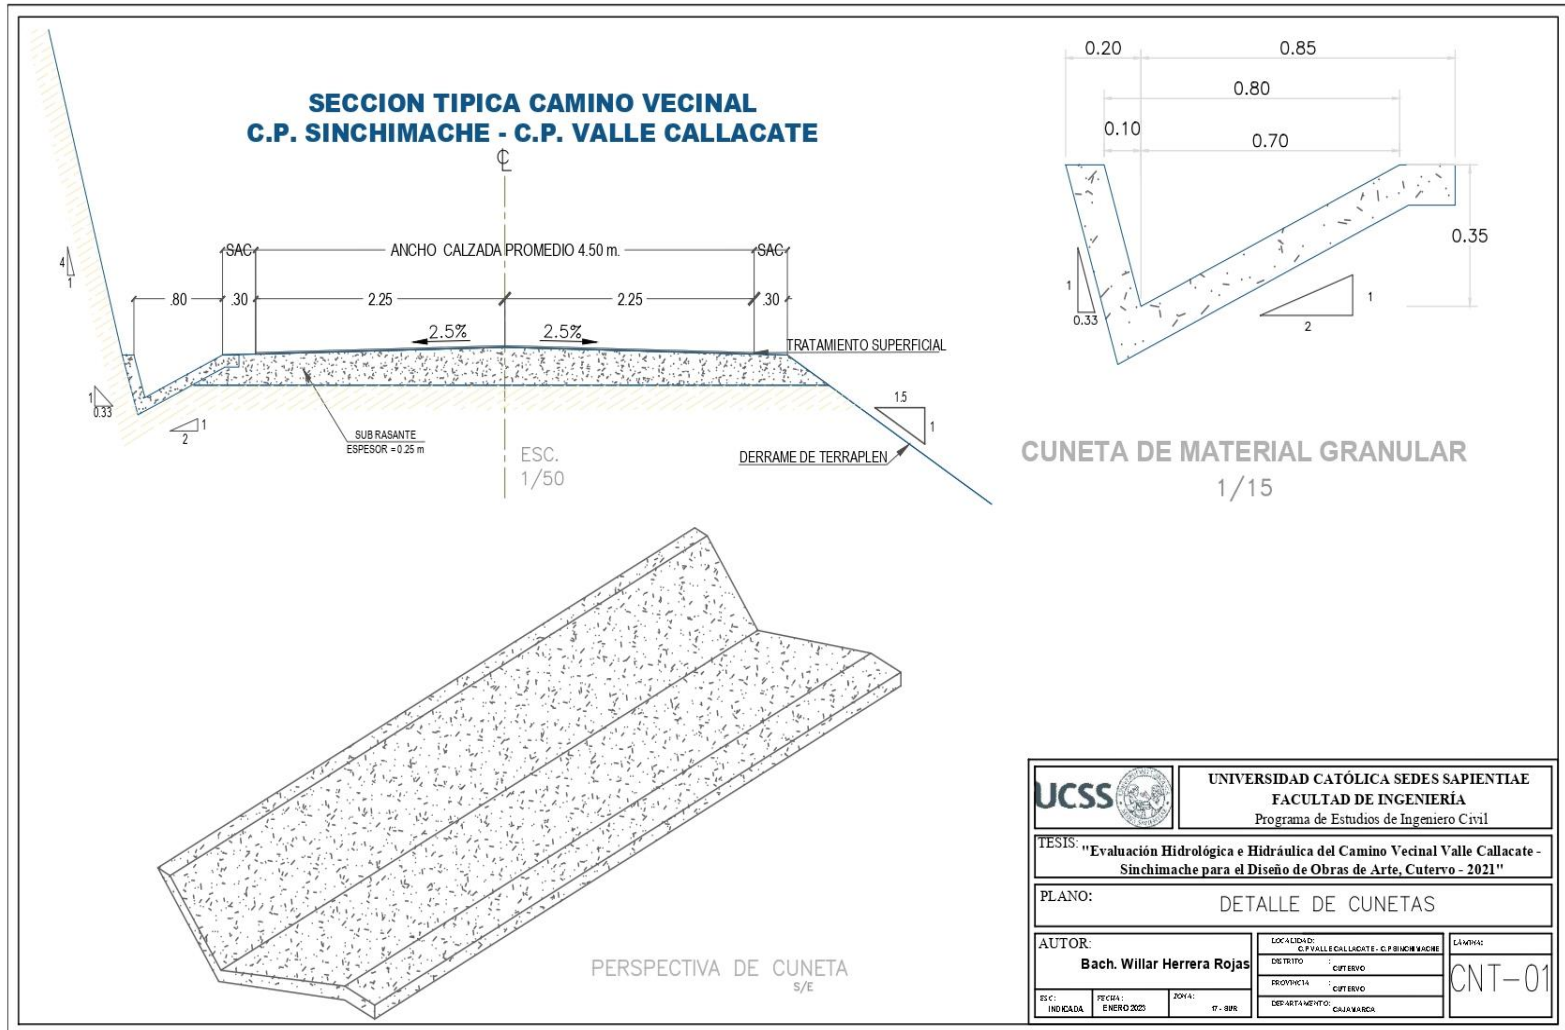 SECCION TIPICA CAMINO VECINAL
C.P. SINCHIMACHE - C.P. VALLE CALLACATE
SAC
ANCHO CALZADA PROMEDIO 4.50 m.
SAC
.80
.30
2.25
2.25
.30
2.5%
2.5%
TRATAMIENTO SUPERFICIAL
4
1
1
0.33
2
1
SUB RASANTE
ESPESOR = 0.25 m
ESC.
1/50
1.5
1
DERRAME DE TERRAPLEN
0.20
0.85
0.80
0.10
0.70
0.35
1
0.33
1
2
CUNETA DE MATERIAL GRANULAR
1/15
PERSPECTIVA DE CUNETA
S/E
UCSS
UNIVERSIDAD CATÓLICA SEDES SAPIENTIAE
FACULTAD DE INGENIERÍA
Programa de Estudios de Ingeniero Civil
TESIS: "Evaluación Hidrológica e Hidráulica del Camino Vecinal Valle Callacate -
Sinchimache para el Diseño de Obras de Arte, Cutervo - 2021"
PLANO:
DETALLE DE CUNETAS
AUTOR:
Bach. Willar Herrera Rojas
LOCALIDAD:
C.P VALLE CALLACATE - C.P SINCHIMACHE
DISTRITO :
CUTERVO
PROVINCIA :
CUTERVO
DEPARTAMENTO:
CAJAMARCA
LÁMINA:
CNT-01
ESC:
INDICADA
FECHA:
ENERO 2023
ZONA:
17 - SUR